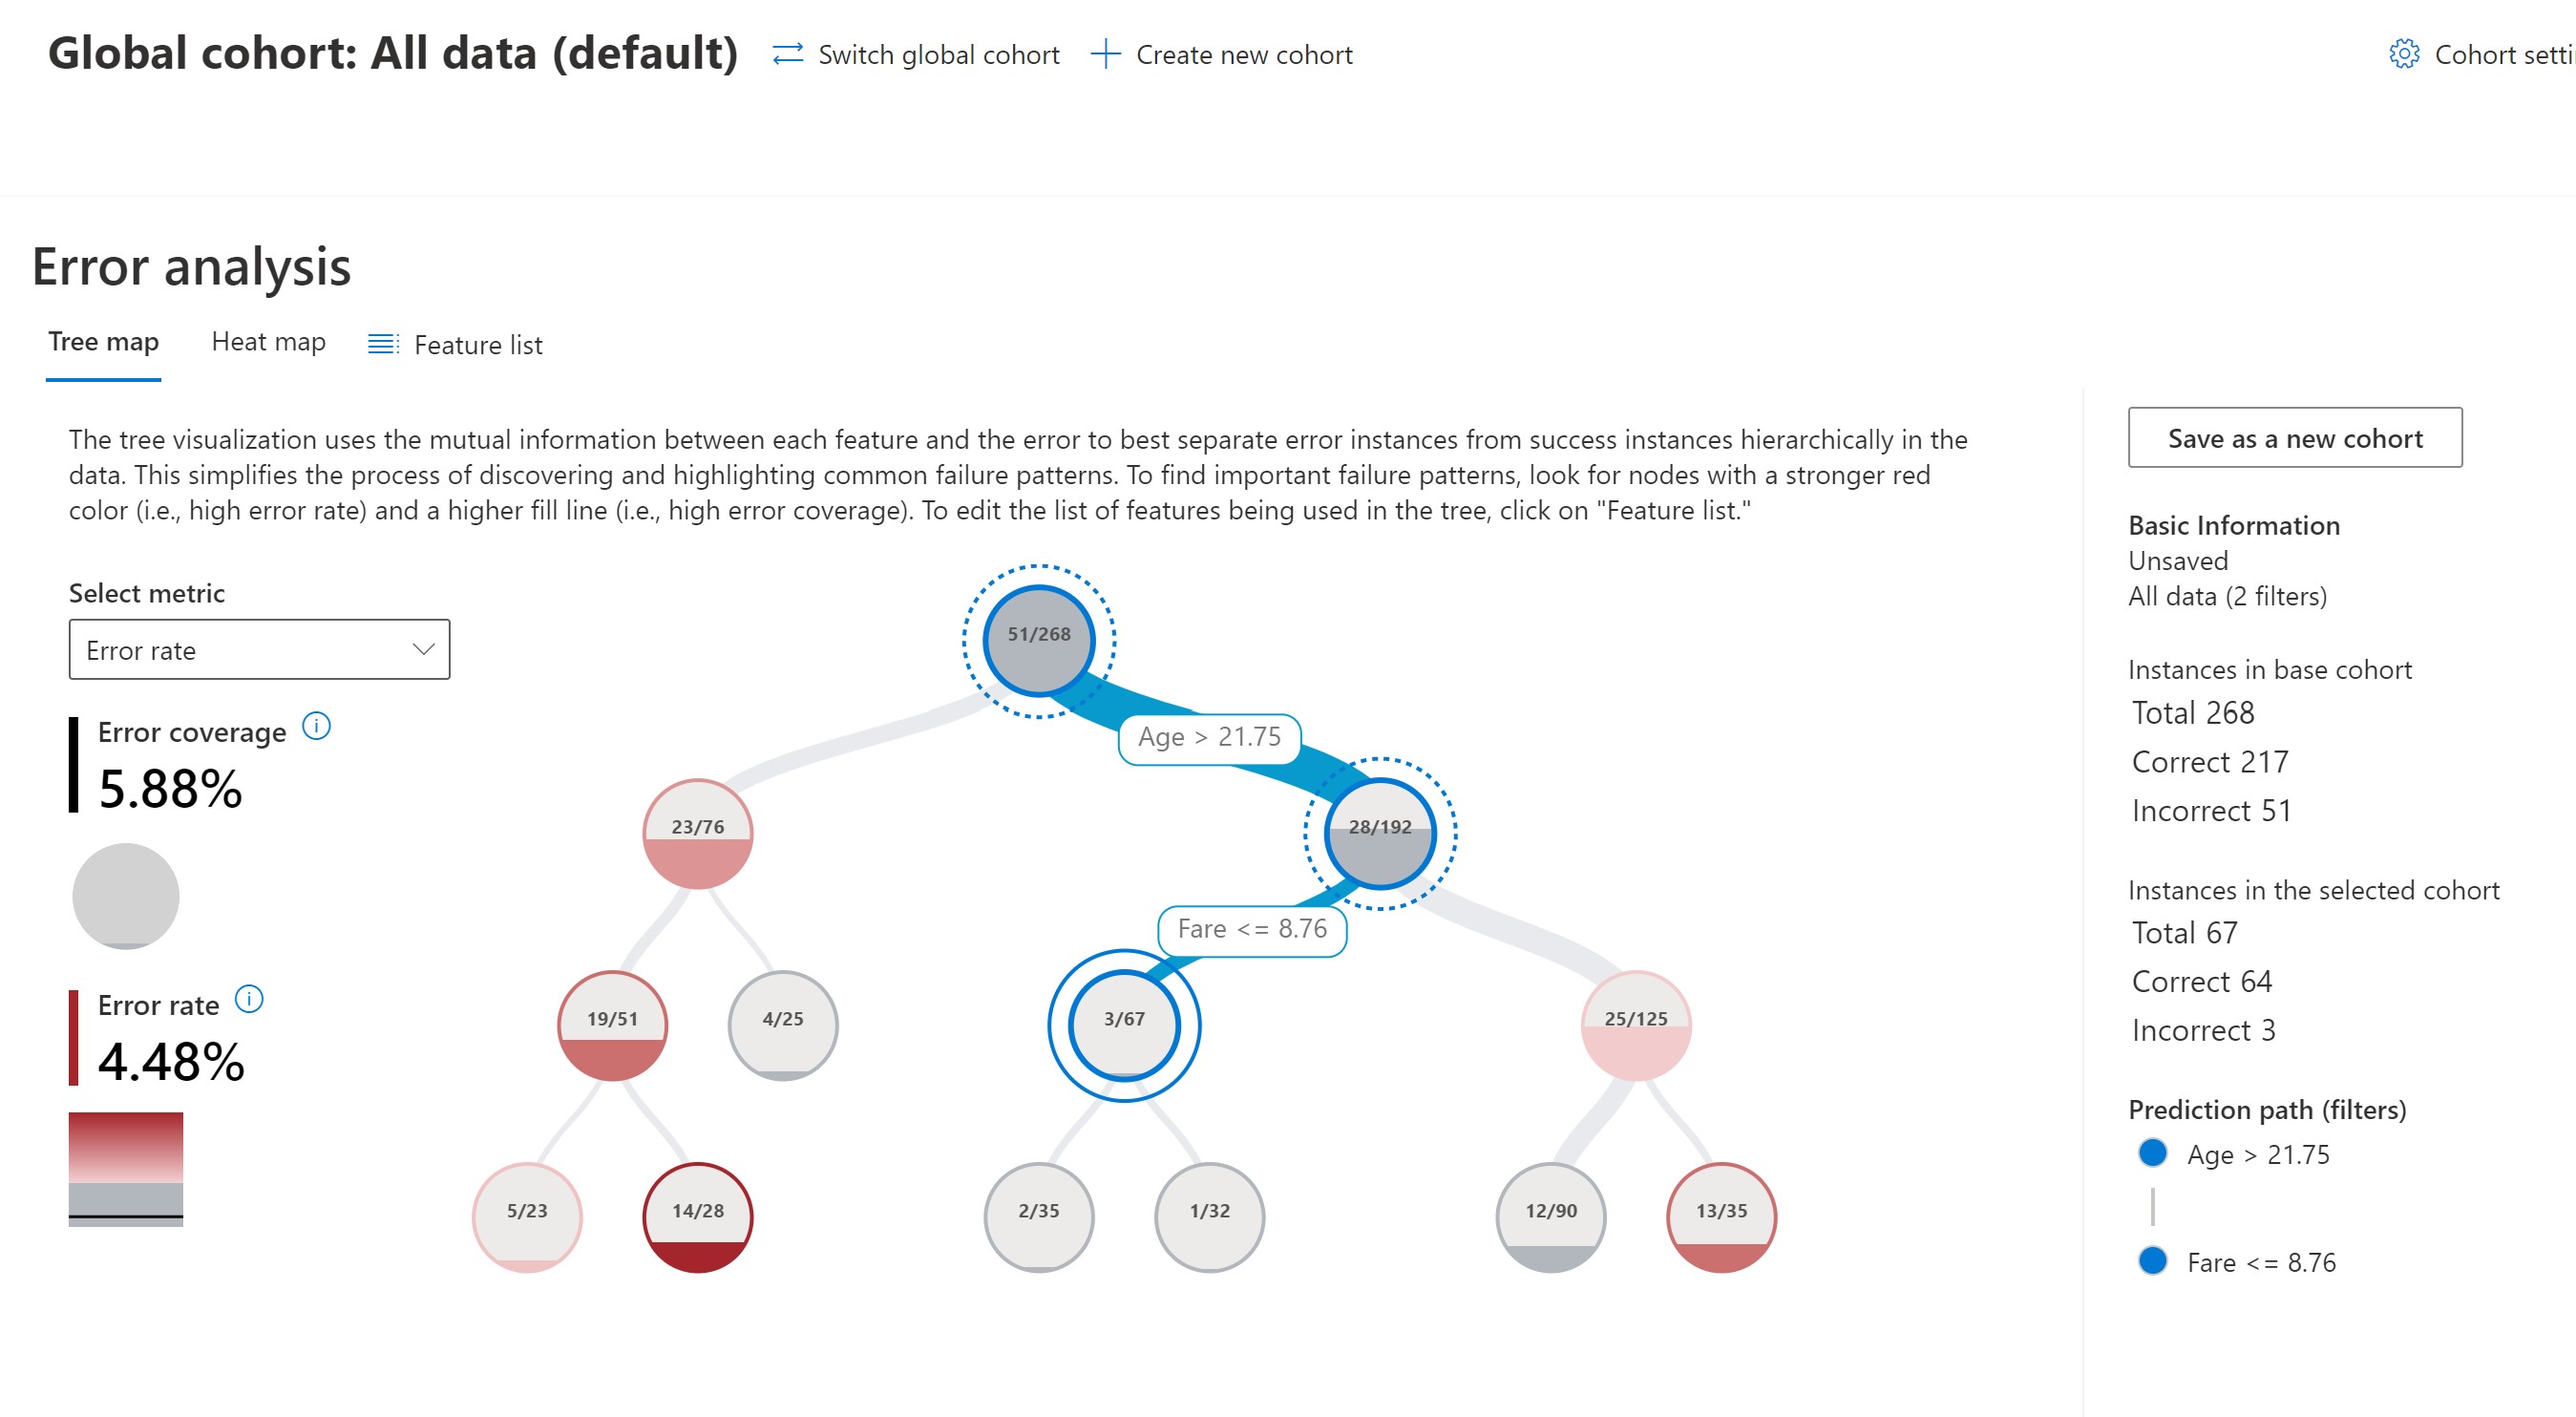 Global cohort: All data (default)
Switch global cohort
Create new cohort
Cohort setti
Error analysis
Tree map
Heat map
Feature list
The tree visualization uses the mutual information between each feature and the error to best separate error instances from success instances hierarchically in the
data. This simplifies the process of discovering and highlighting common failure patterns. To find important failure patterns, look for nodes with a stronger red
color (i.e., high error rate) and a higher fill line (i.e., high error coverage). To edit the list of features being used in the tree, click on "Feature list."
Select metric
Error rate
Error coverage
5.88%
Error rate
4.48%
51/268
Age > 21.75
23/76
28/192
Fare <= 8.76
19/51
4/25
3/67
25/125
5/23
14/28
2/35
1/32
12/90
13/35
Save as a new cohort
Basic Information
Unsaved
All data (2 filters)
Instances in base cohort
Total 268
Correct 217
Incorrect 51
Instances in the selected cohort
Total 67
Correct 64
Incorrect 3
Prediction path (filters)
Age > 21.75
Fare <= 8.76